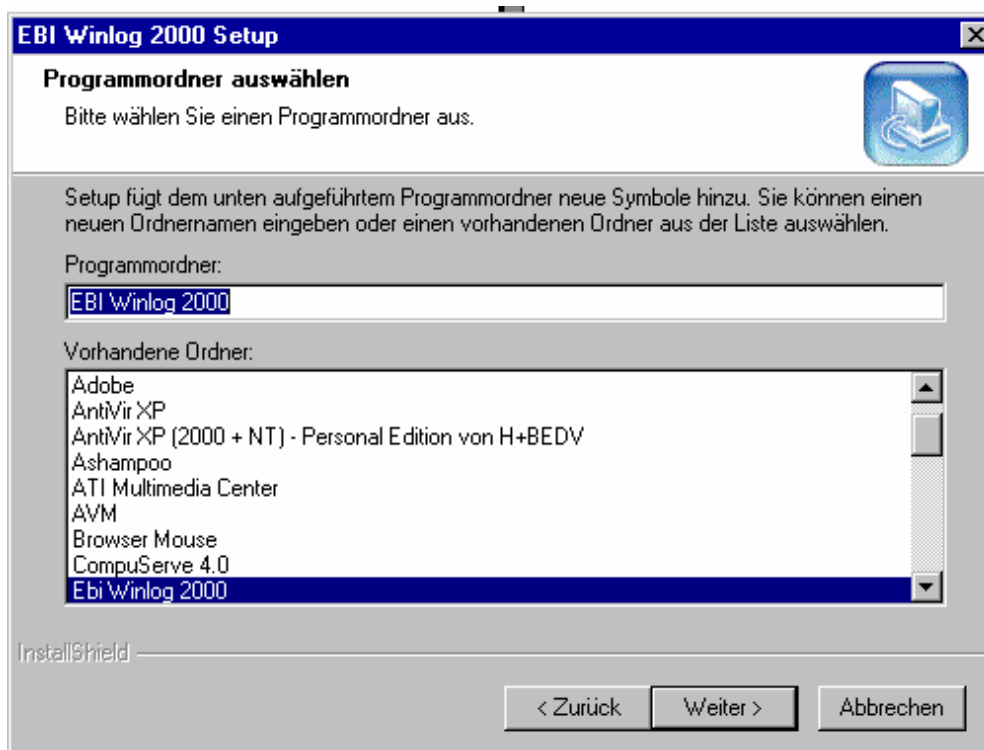 EBI Winlog 2000 Setup
Programmordner auswählen
Bitte wählen Sie einen Programmordner aus.
Setup fügt dem unten aufgeführtem Programmordner neue Symbole hinzu. Sie können einen
neuen Ordnernamen eingeben oder einen vorhandenen Ordner aus der Liste auswählen.
Programmordner:
EBI Winlog 2000
Vorhandene Ordner:
Adobe
AntiVir XP
AntiVir XP (2000 + NT) - Personal Edition von H+BEDV
Ashampoo
ATI Multimedia Center
AVM
Browser Mouse
CompuServe 4.0
Ebi Winlog 2000
InstallShield
< Zurück Weiter > Abbrechen